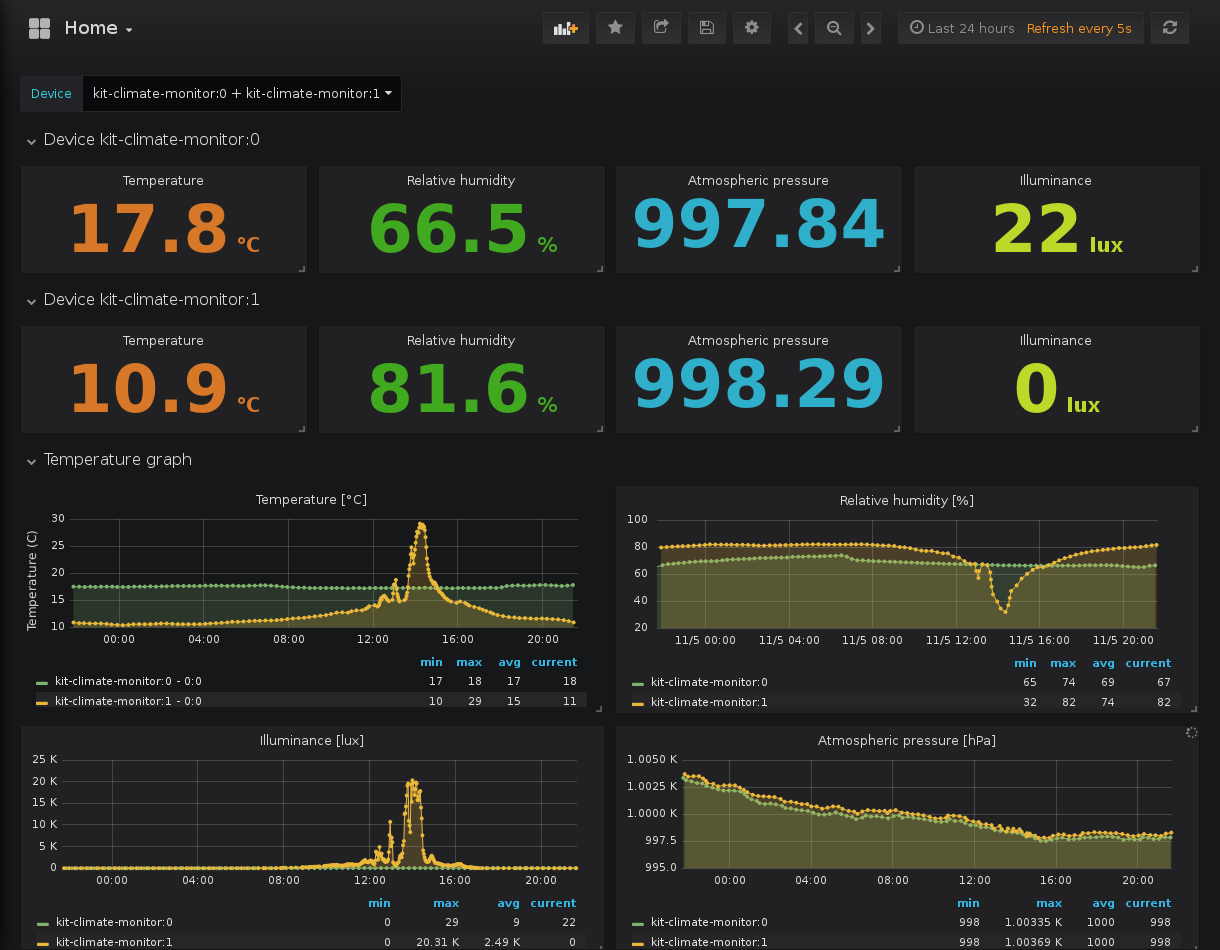 Home
Last 24 hours Refresh every 5s
Device kit-climate-monitor:0 + kit-climate-monitor:1
Device kit-climate-monitor:0
Temperature Relative humidity Atmospheric pressure Illuminance
17.8 °C 66.5 % 997.84 22 lux
Device kit-climate-monitor:1
Temperature Relative humidity Atmospheric pressure Illuminance
10.9 °C 81.6 % 998.29 0 lux
Temperature graph
Temperature [°C]
Temperature (C)
30
25
20
15
10
00:00 04:00 08:00 12:00 16:00 20:00
min max avg current
kit-climate-monitor:0 - 0:0 17 18 17 18
kit-climate-monitor:1 - 0:0 10 29 15 11
Relative humidity [%]
100
80
60
40
20
11/5 00:00 11/5 04:00 11/5 08:00 11/5 12:00 11/5 16:00 11/5 20:00
min max avg current
kit-climate-monitor:0 65 74 69 67
kit-climate-monitor:1 32 82 74 82
Illuminance [lux]
25 K
20 K
15 K
10 K
5 K
0
00:00 04:00 08:00 12:00 16:00 20:00
min max avg current
kit-climate-monitor:0 0 29 9 22
kit-climate-monitor:1 0 20.31 K 2.49 K 0
Atmospheric pressure [hPa]
1.0050 K
1.0025 K
1.0000 K
997.5
995.0
00:00 04:00 08:00 12:00 16:00 20:00
min max avg current
kit-climate-monitor:0 998 1.00335 K 1000 998
kit-climate-monitor:1 998 1.00369 K 1000 998